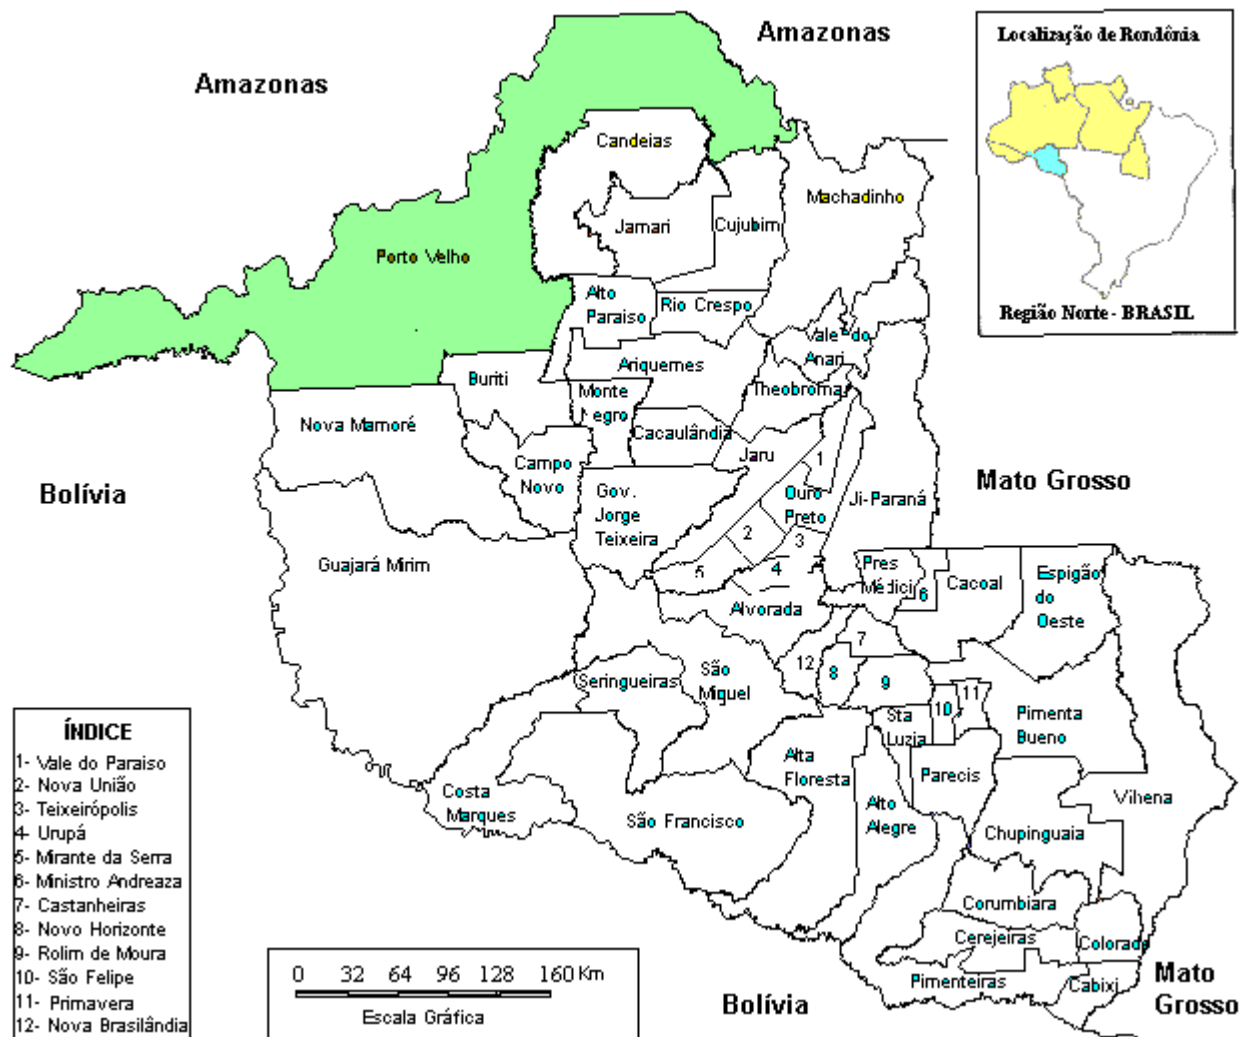 Amazonas
Amazonas
Localização de Rondônia
Região Norte - BRASIL
Candeias
Jamari
Cujubim
Machadinho
Porto Velho
Alto
Paraiso
Rio Crespo
Vale do
Anari
Ariquemes
Buriti
Monte
Negro
Theobroma
Nova Mamoré
Cacaulândia
Jaru
1
Campo
Novo
Gov.
Jorge
Teixeira
Ouro
Preto
Ji-Paraná
Mato Grosso
Bolívia
2
3
4
5
Guajará Mirim
Pres
Médici
6
Cacoal
Espigão
do
Oeste
Alvorada
7
12
8
9
São
Miquel
Seringueiras
10
11
Sta
Luzia
Pimenta
Bueno
Alta
Floresta
Parecis
Vihena
Costa
Marques
São Francisco
Alto
Alegre
Chupinguaia
Corumbiara
Cerejeiras
Colorado
Pimenteiras
Cabixi
Mato
Grosso
Bolívia
ÍNDICE
1- Vale do Paraiso
2- Nova União
3- Teixeirópolis
4- Urupá
5- Mirante da Serra
6- Ministro Andreaza
7- Castanheiras
8- Novo Horizonte
9- Rolim de Moura
10- São Felipe
11- Primavera
12- Nova Brasilândia
0 32 64 96 128 160 Km
Escala Gráfica